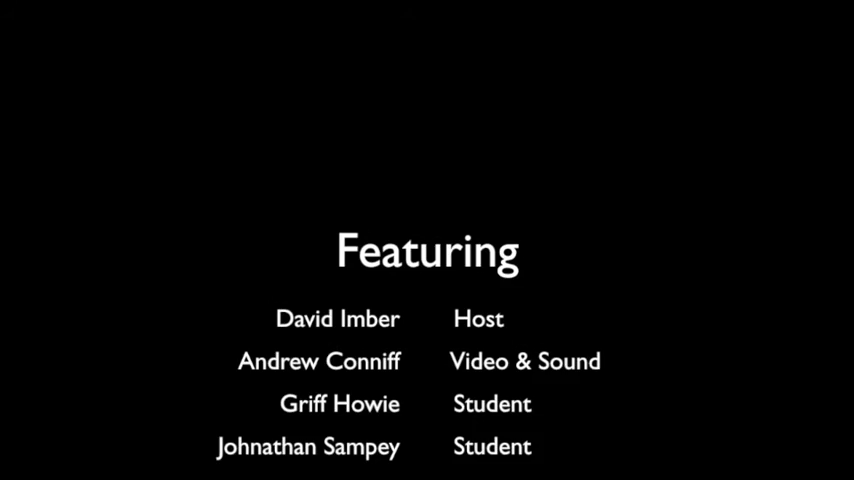 Featuring
David Imber Host
Andrew Conniff Video & Sound
Griff Howie Student
Johnathan Sampey Student